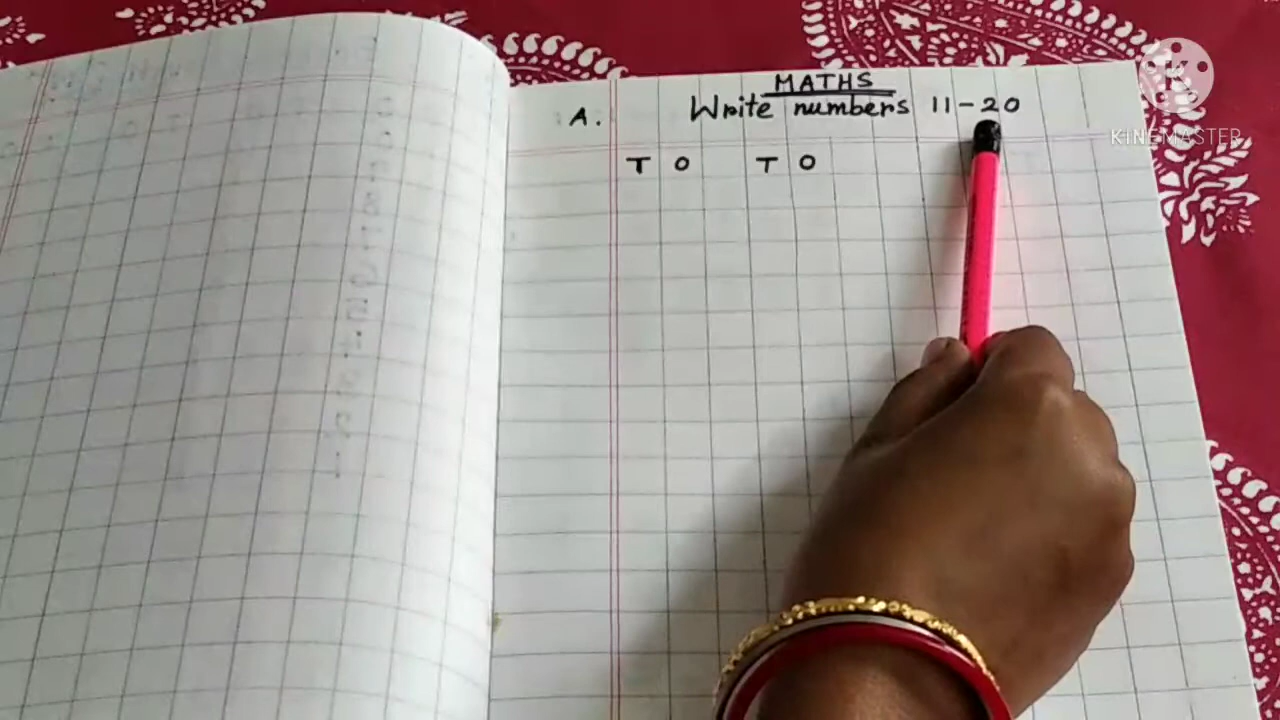 MATHS
A. Write numbers 11-20
T O T O
K
KINEMASTER